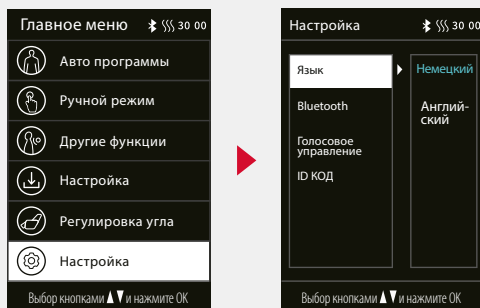 Главное меню 30 00
Авто программы
Ручной режим
Другие функции
Настройка
Регулировка угла
Настройка
Выбор кнопками ▲▼ и нажмите OK
Настройка 30 00
Язык
Bluetooth
Голосовое
управление
ID КОД
Немецкий
Англий-
ский
Выбор кнопками ▲▼ и нажмите OK